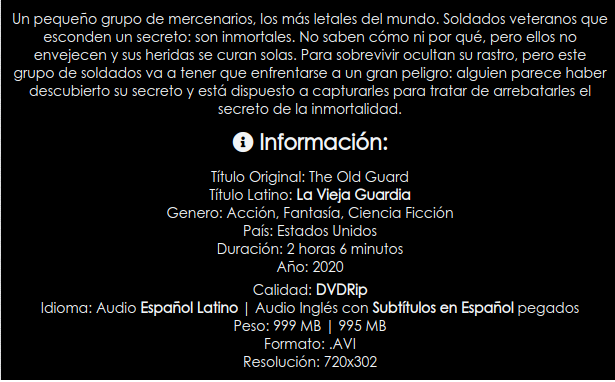 Un pequeño grupo de mercenarios, los más letales del mundo. Soldados veteranos que
esconden un secreto: son inmortales. No saben cómo ni por qué, pero ellos no
envejecen y sus heridas se curan solas. Para sobrevivir ocultan su rastro, pero este
grupo de soldados va a tener que enfrentarse a un gran peligro: alguien parece haber
descubierto su secreto y está dispuesto a capturarles para tratar de arrebatarles el
secreto de la inmortalidad.
Información:
Título Original: The Old Guard
Título Latino: La Vieja Guardia
Genero: Acción, Fantasía, Ciencia Ficción
País: Estados Unidos
Duración: 2 horas 6 minutos
Año: 2020
Calidad: DVDRip
Idioma: Audio Español Latino | Audio Inglés con Subtítulos en Español pegados
Peso: 999 MB | 995 MB
Formato: .AVI
Resolución: 720x302